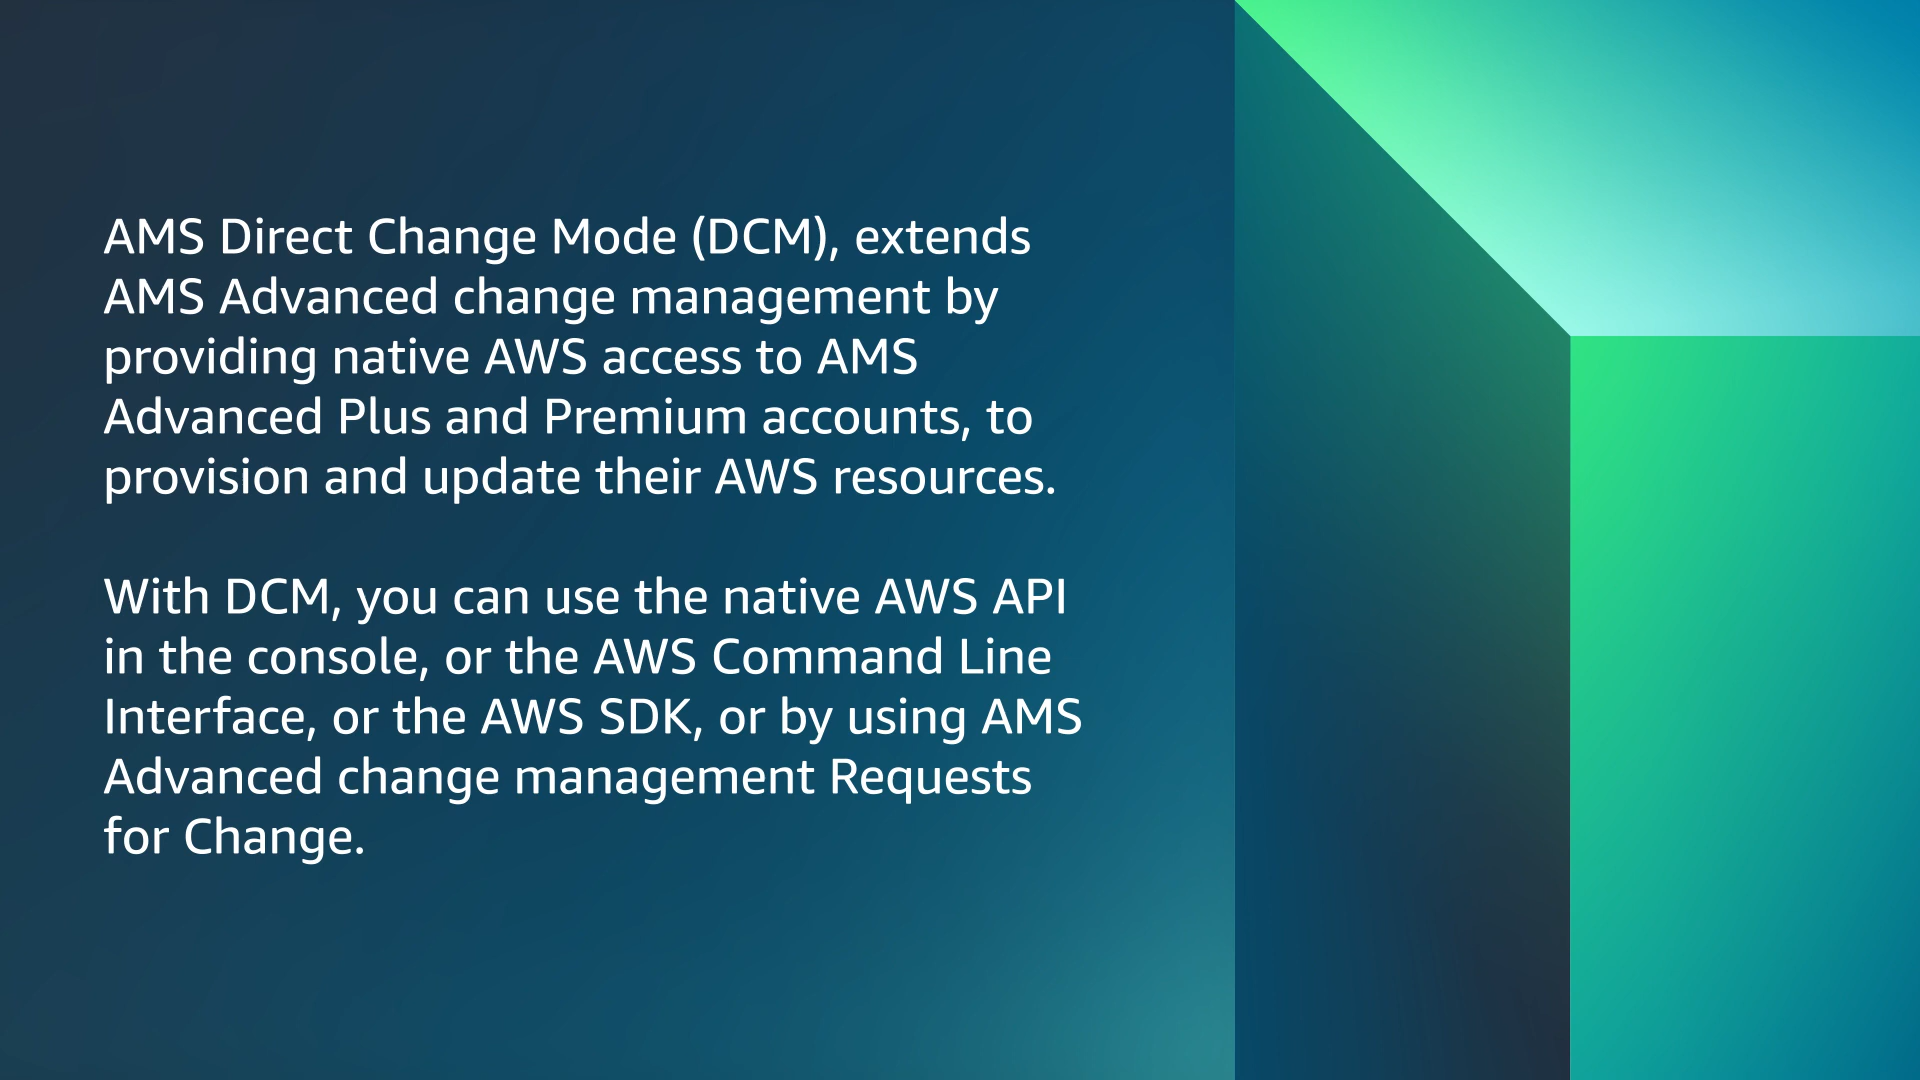 AMS Direct Change Mode (DCM), extends
AMS Advanced change management by
providing native AWS access to AMS
Advanced Plus and Premium accounts, to
provision and update their AWS resources.
With DCM, you can use the native AWS API
in the console, or the AWS Command Line
Interface, or the AWS SDK, or by using AMS
Advanced change management Requests
for Change.